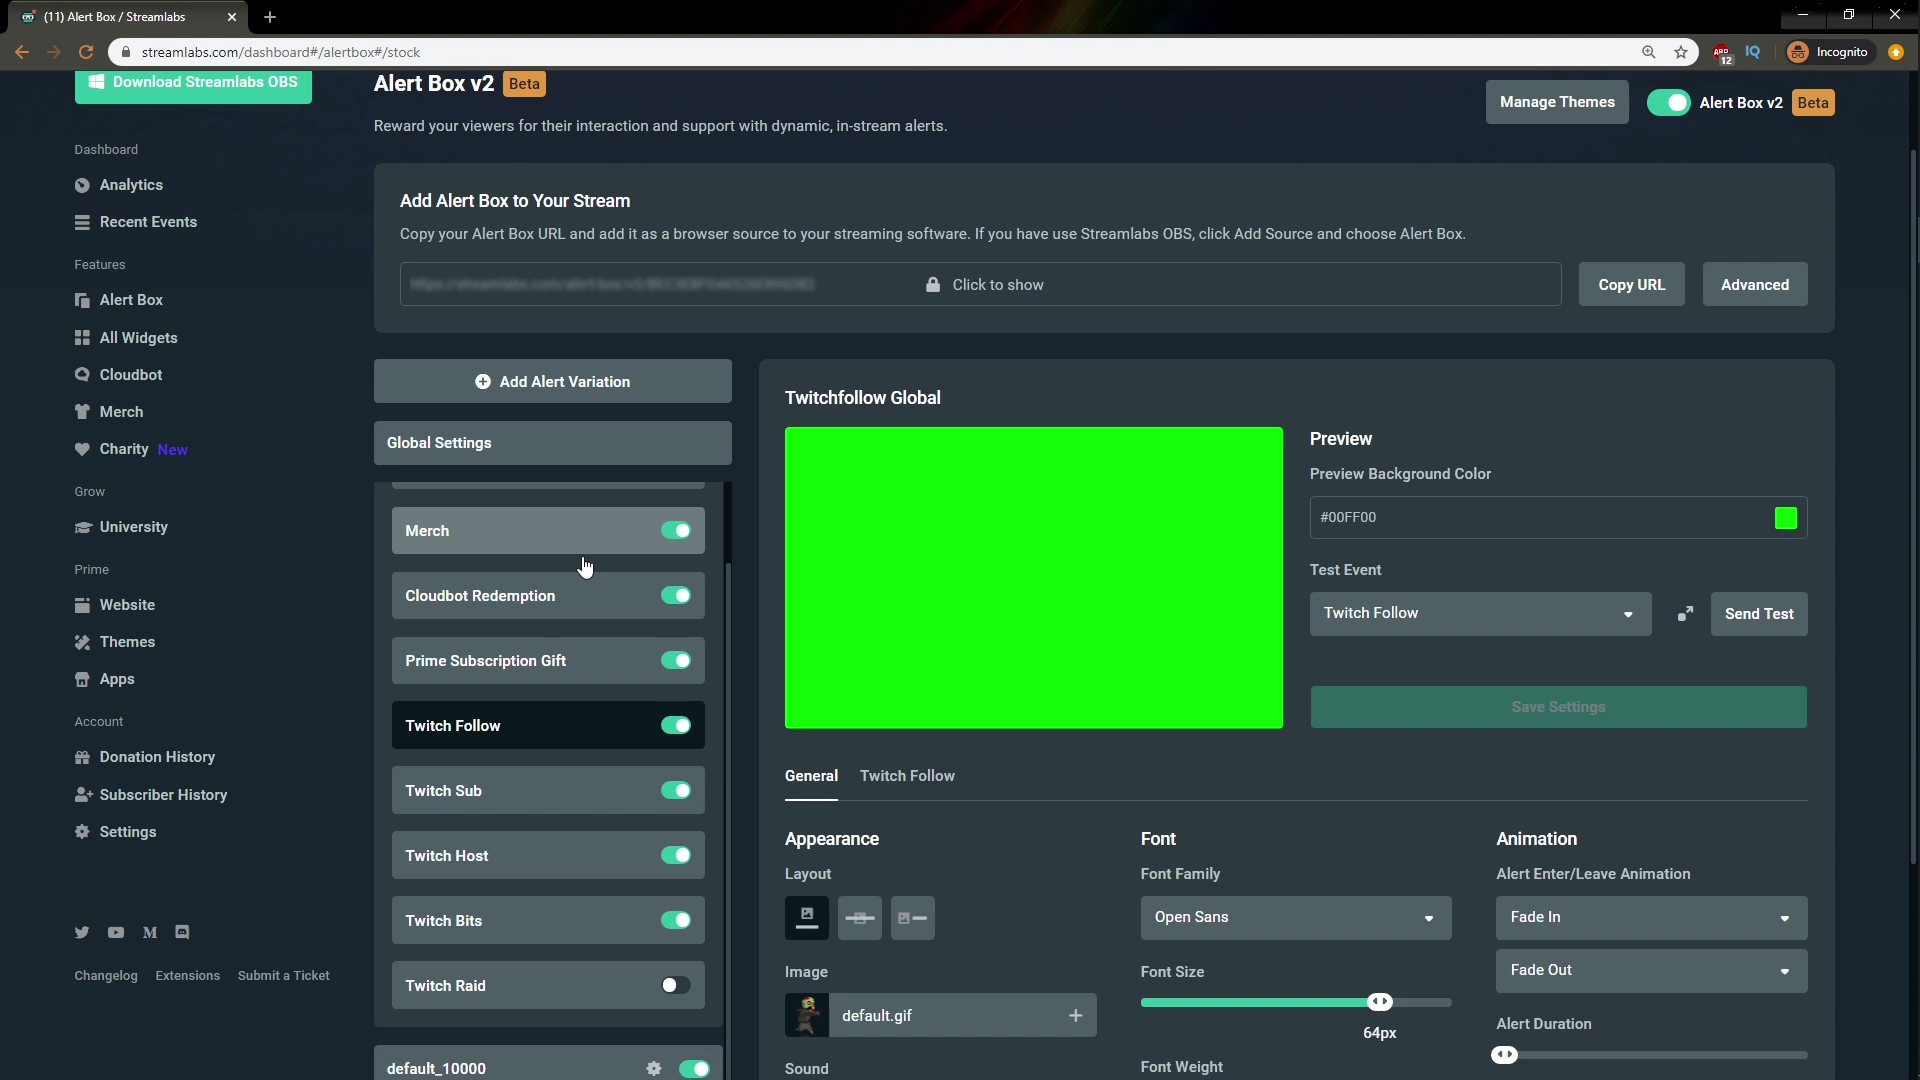 (11) Alert Box / Streamlabs
streamlabs.com/dashboard#/alertbox#/stock
ABP
12
IQ
Incognito
Download Streamlabs OBS
Dashboard
Analytics
Recent Events
Features
Alert Box
All Widgets
Cloudbot
Merch
Charity New
Grow
University
Prime
Website
Themes
Apps
Account
Donation History
Subscriber History
Settings
Changelog Extensions Submit a Ticket
Alert Box v2 Beta
Reward your viewers for their interaction and support with dynamic, in-stream alerts.
Manage Themes
Alert Box v2 Beta
Add Alert Box to Your Stream
Copy your Alert Box URL and add it as a browser source to your streaming software. If you have use Streamlabs OBS, click Add Source and choose Alert Box.
Click to show
Copy URL
Advanced
Add Alert Variation
Global Settings
Merch
Cloudbot Redemption
Prime Subscription Gift
Twitch Follow
Twitch Sub
Twitch Host
Twitch Bits
Twitch Raid
default_10000
Twitchfollow Global
Preview
Preview Background Color
#00FF00
Test Event
Twitch Follow
Send Test
Save Settings
General Twitch Follow
Appearance
Layout
Image
default.gif
Sound
Font
Font Family
Open Sans
Font Size
64px
Font Weight
Animation
Alert Enter/Leave Animation
Fade In
Fade Out
Alert Duration